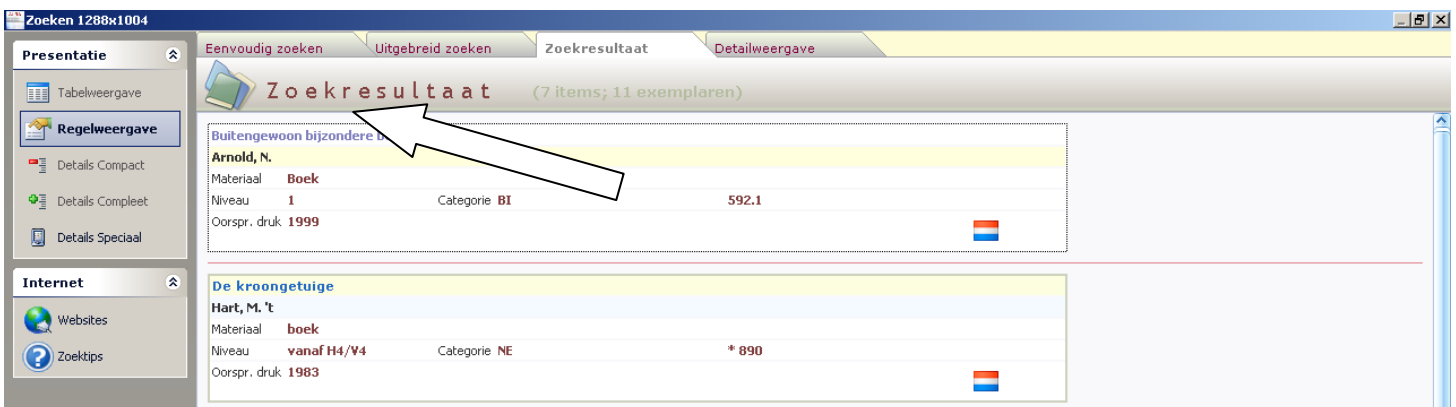 Zoeken 1288x1004
Presentatie
Tabelweergave
Regelweergave
Details Compact
Details Compleet
Details Speciaal
Internet
Websites
Zoektips
Eenvoudig zoeken Uitgebreid zoeken Zoekresultaat Detailweergave
Zoekresultaat (7 items; 11 exemplaren)
Buitengewoon bijzondere
Arnold, N.
Materiaal Boek
Niveau 1 Categorie BI 592.1
Oorspr. druk 1999
De kroongetuige
Hart, M. 't
Materiaal boek
Niveau vanaf H4/V4 Categorie NE * 890
Oorspr. druk 1983